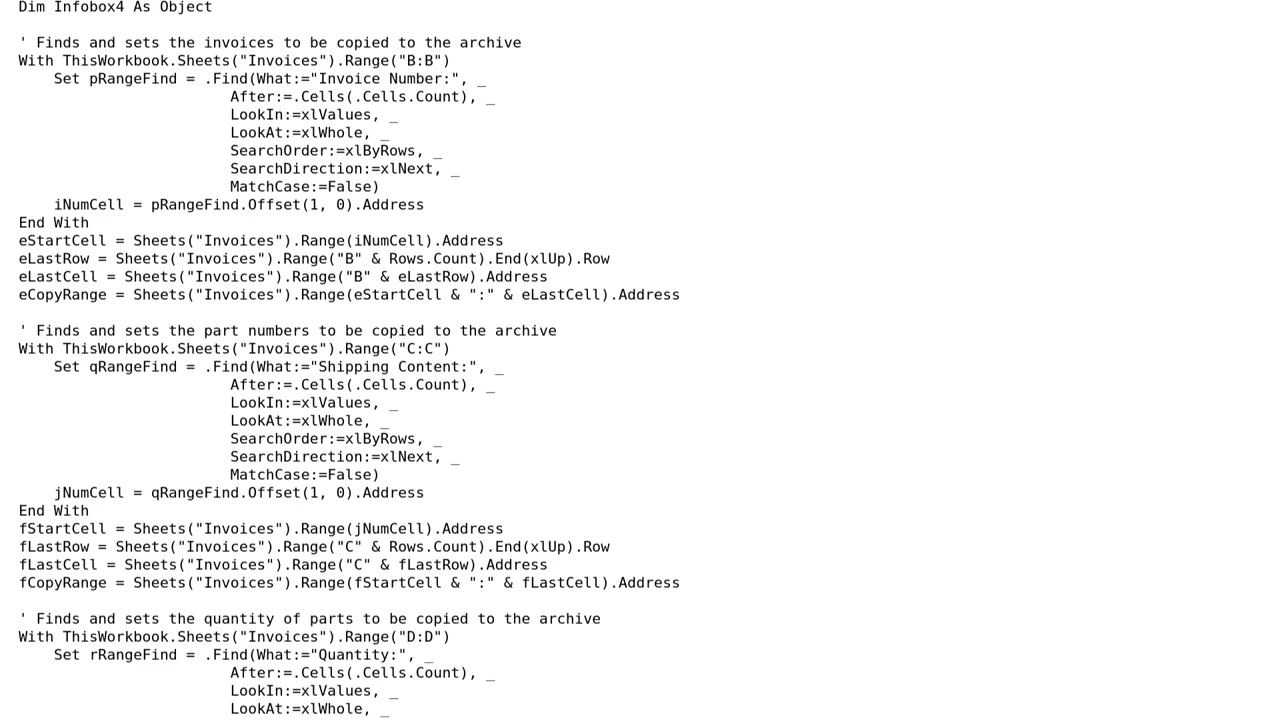 Dim Infobox4 As Object

' Finds and sets the invoices to be copied to the archive
With ThisWorkbook.Sheets("Invoices").Range("B:B")
    Set pRangeFind = .Find(What:="Invoice Number:", _
                        After:=.Cells(.Cells.Count), _
                        LookIn:=xlValues, _
                        LookAt:=xlWhole, _
                        SearchOrder:=xlByRows, _
                        SearchDirection:=xlNext, _
                        MatchCase:=False)
    iNumCell = pRangeFind.Offset(1, 0).Address
End With
eStartCell = Sheets("Invoices").Range(iNumCell).Address
eLastRow = Sheets("Invoices").Range("B" & Rows.Count).End(xlUp).Row
eLastCell = Sheets("Invoices").Range("B" & eLastRow).Address
eCopyRange = Sheets("Invoices").Range(eStartCell & ":" & eLastCell).Address

' Finds and sets the part numbers to be copied to the archive
With ThisWorkbook.Sheets("Invoices").Range("C:C")
    Set qRangeFind = .Find(What:="Shipping Content:", _
                        After:=.Cells(.Cells.Count), _
                        LookIn:=xlValues, _
                        LookAt:=xlWhole, _
                        SearchOrder:=xlByRows, _
                        SearchDirection:=xlNext, _
                        MatchCase:=False)
    jNumCell = qRangeFind.Offset(1, 0).Address
End With
fStartCell = Sheets("Invoices").Range(jNumCell).Address
fLastRow = Sheets("Invoices").Range("C" & Rows.Count).End(xlUp).Row
fLastCell = Sheets("Invoices").Range("C" & fLastRow).Address
fCopyRange = Sheets("Invoices").Range(fStartCell & ":" & fLastCell).Address

' Finds and sets the quantity of parts to be copied to the archive
With ThisWorkbook.Sheets("Invoices").Range("D:D")
    Set rRangeFind = .Find(What:="Quantity:", _
                        After:=.Cells(.Cells.Count), _
                        LookIn:=xlValues, _
                        LookAt:=xlWhole, _